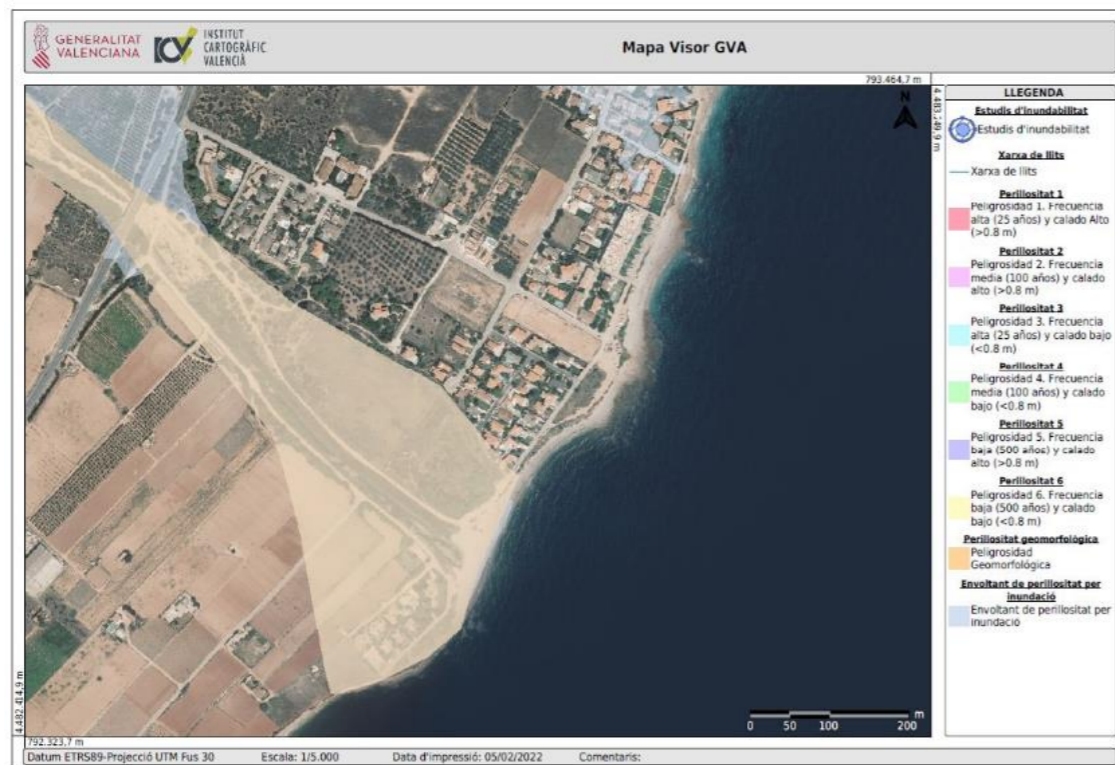 GENERALITAT
VALENCIANA
ICV
INSTITUT
CARTOGRÀFIC
VALENCIÀ
Mapa Visor GVA
793.464,7 m
4.483.249,9 m
N
LLEGENDA
Estudis d'inundabilitat
Estudis d'inundabilitat
Xarxa de llits
Xarxa de llits
Perillositat 1
Peligrosidad 1. Frecuencia
alta (25 años) y calado Alto
(>0.8 m)
Perillositat 2
Peligrosidad 2. Frecuencia
media (100 años) y calado
alto (>0.8 m)
Perillositat 3
Peligrosidad 3. Frecuencia
alta (25 años) y calado bajo
(<0.8 m)
Perillositat 4
Peligrosidad 4. Frecuencia
media (100 años) y calado
bajo (<0.8 m)
Perillositat 5
Peligrosidad 5. Frecuencia
baja (500 años) y calado
alto (>0.8 m)
Perillositat 6
Peligrosidad 6. Frecuencia
baja (500 años) y calado
bajo (<0.8 m)
Perillositat geomorfològica
Peligrosidad
Geomorfológica
Envoltant de perillositat per
inundació
Envoltant de perillositat per
inundació
m
0 50 100 200
4.482.414,9 m
792.323,7 m
Datum ETRS89-Projecció UTM Fus 30 Escala: 1/5.000 Data d'impressió: 05/02/2022 Comentaris: